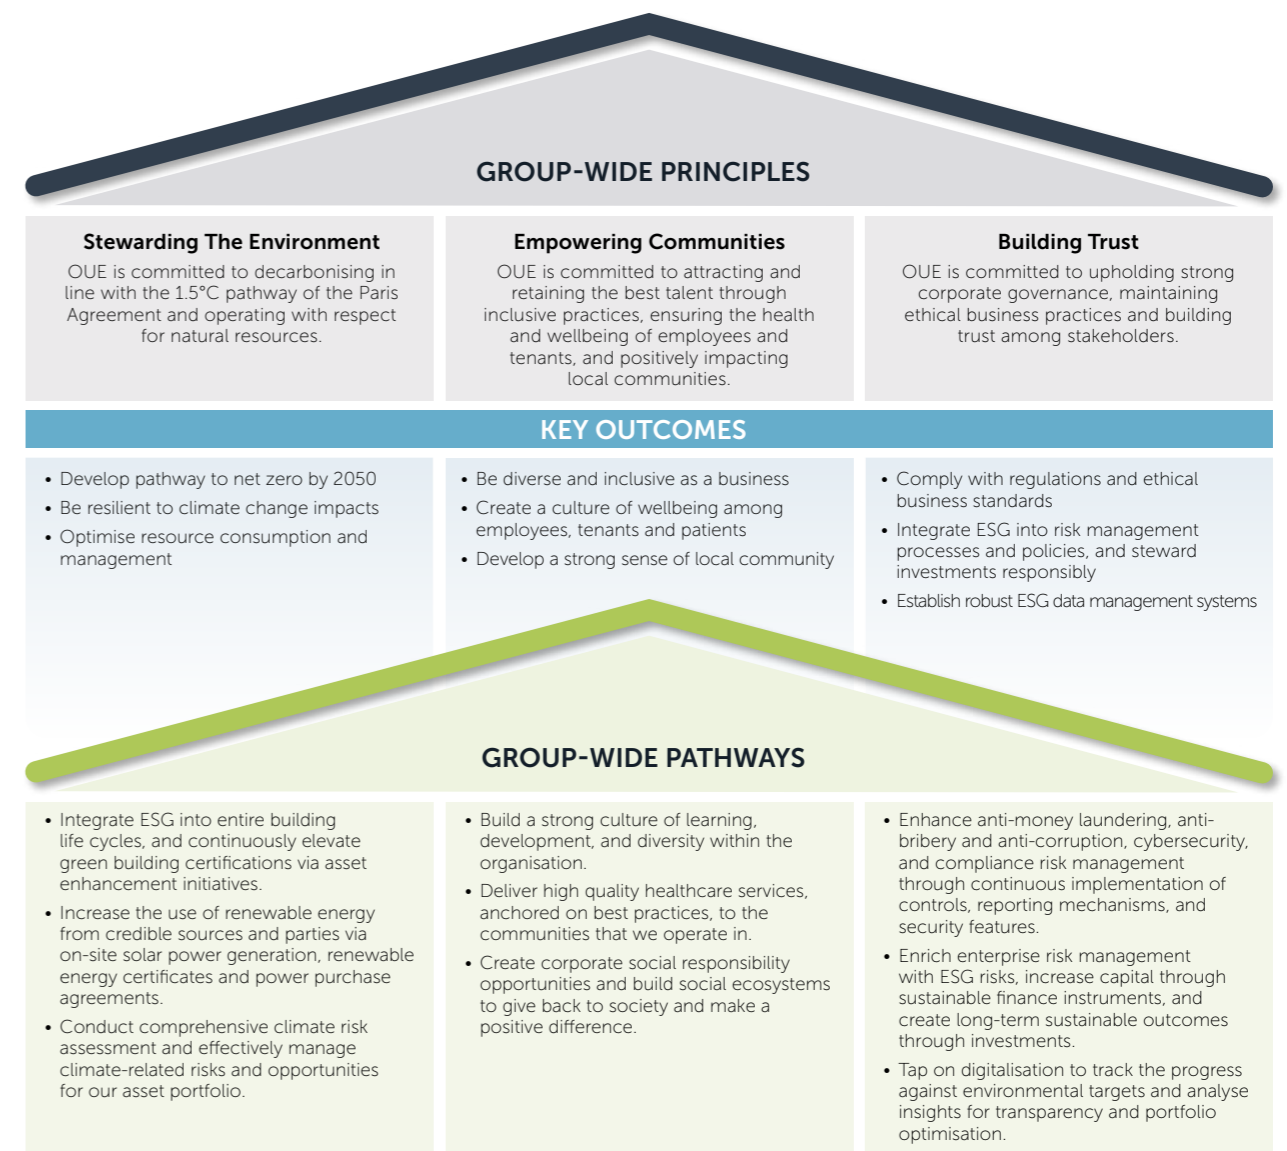 GROUP-WIDE PRINCIPLES
Stewarding The Environment
OUE is committed to decarbonising in
line with the 1.5°C pathway of the Paris
Agreement and operating with respect
for natural resources.
Empowering Communities
OUE is committed to attracting and
retaining the best talent through
inclusive practices, ensuring the health
and wellbeing of employees and
tenants, and positively impacting
local communities.
Building Trust
OUE is committed to upholding strong
corporate governance, maintaining
ethical business practices and building
trust among stakeholders.
KEY OUTCOMES
• Develop pathway to net zero by 2050
• Be resilient to climate change impacts
• Optimise resource consumption and
management
• Be diverse and inclusive as a business
• Create a culture of wellbeing among
employees, tenants and patients
• Develop a strong sense of local community
• Comply with regulations and ethical
business standards
• Integrate ESG into risk management
processes and policies, and steward
investments responsibly
• Establish robust ESG data management systems
GROUP-WIDE PATHWAYS
• Integrate ESG into entire building
life cycles, and continuously elevate
green building certifications via asset
enhancement initiatives.
• Increase the use of renewable energy
from credible sources and parties via
on-site solar power generation, renewable
energy certificates and power purchase
agreements.
• Conduct comprehensive climate risk
assessment and effectively manage
climate-related risks and opportunities
for our asset portfolio.
• Build a strong culture of learning,
development, and diversity within the
organisation.
• Deliver high quality healthcare services,
anchored on best practices, to the
communities that we operate in.
• Create corporate social responsibility
opportunities and build social ecosystems
to give back to society and make a
positive difference.
• Enhance anti-money laundering, anti-
bribery and anti-corruption, cybersecurity,
and compliance risk management
through continuous implementation of
controls, reporting mechanisms, and
security features.
• Enrich enterprise risk management
with ESG risks, increase capital through
sustainable finance instruments, and
create long-term sustainable outcomes
through investments.
• Tap on digitalisation to track the progress
against environmental targets and analyse
insights for transparency and portfolio
optimisation.